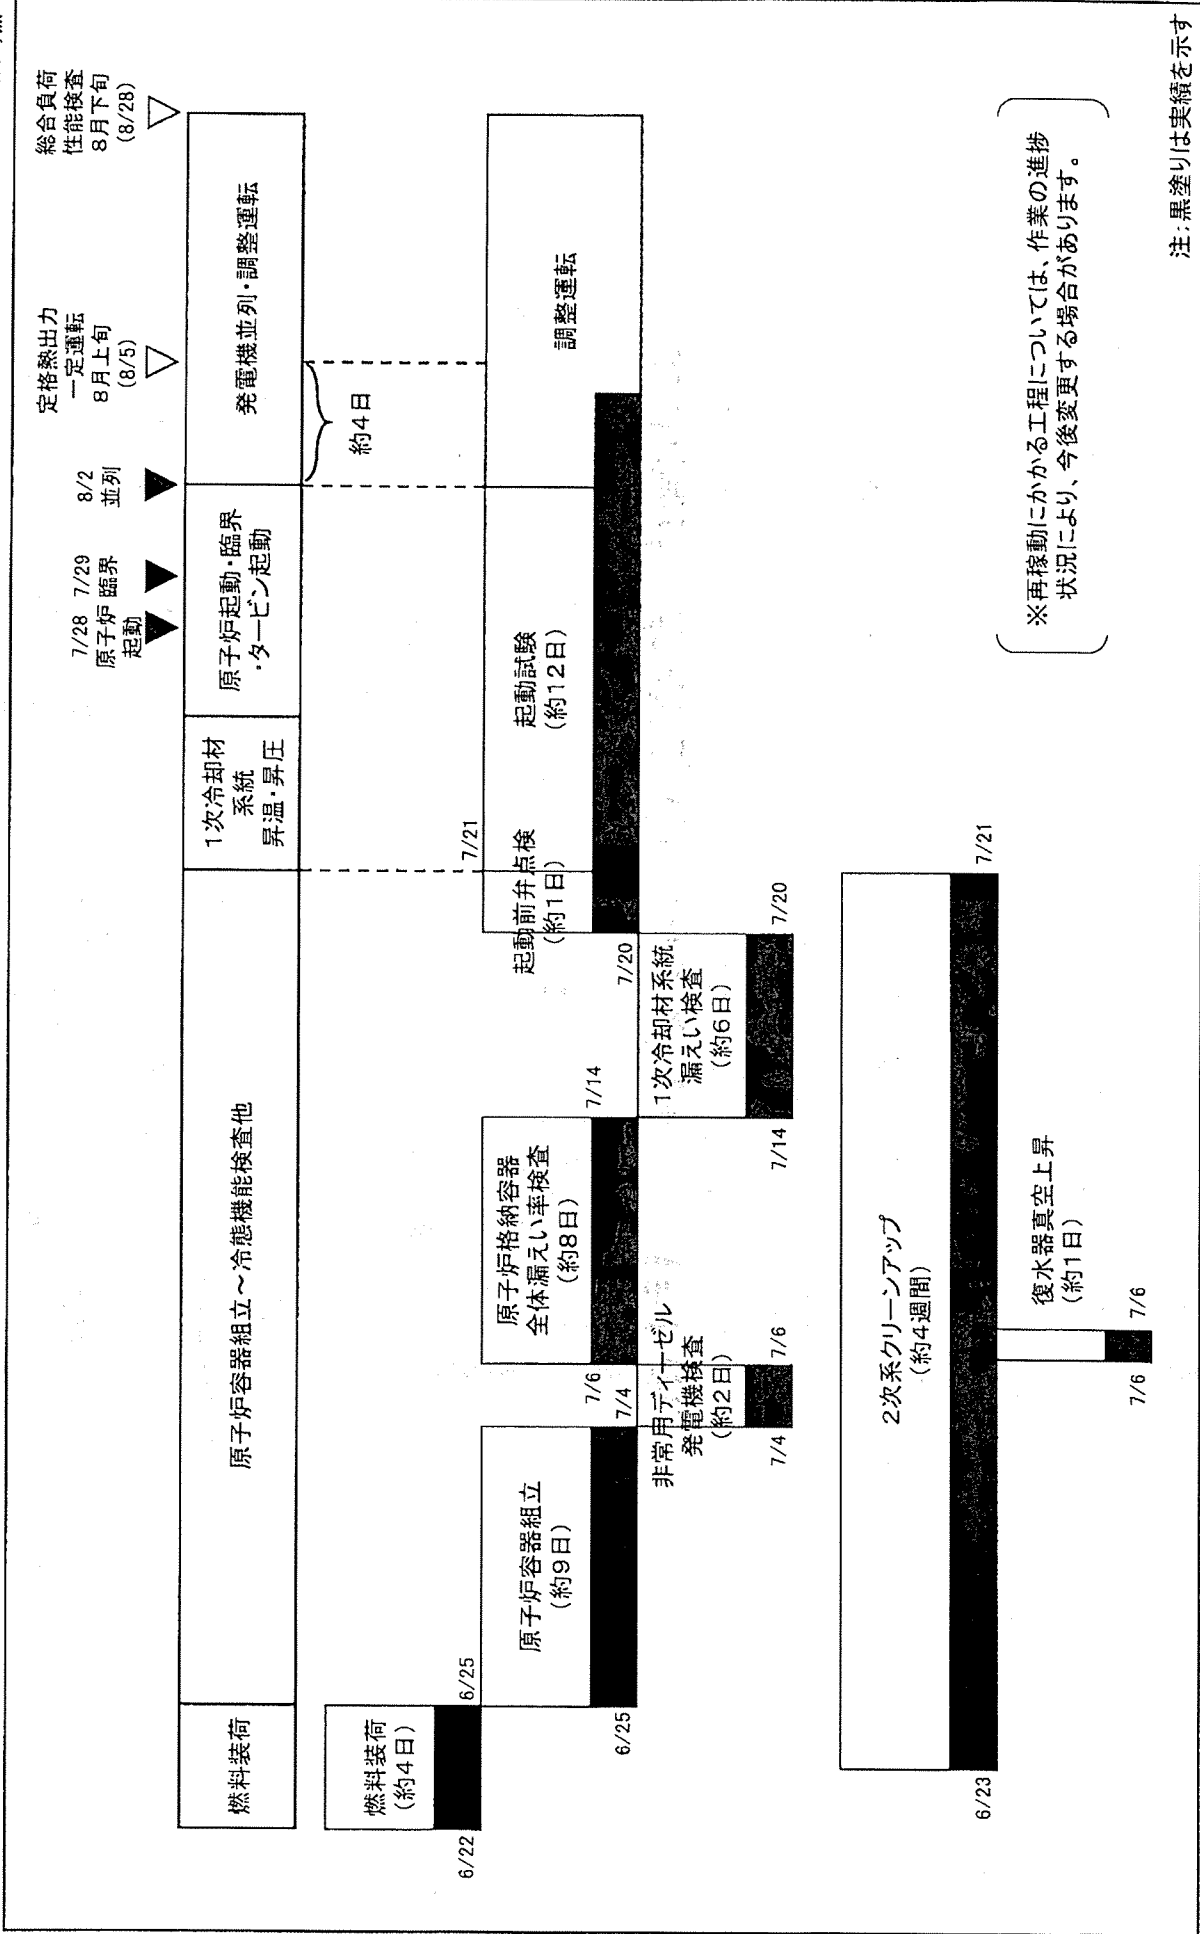 総合負荷
性能検査
8月下旬
(8/28)
定格熱出力
一定運転
8月上旬
(8/5)
8/2
並列
7/29
臨界
7/28
原子炉
起動
燃料装荷
原子炉容器組立～冷態機能検査他
1次冷却材
系統
昇温・昇圧
原子炉起動・臨界
・タービン起動
発電機並列・調整運転
約4日
燃料装荷
(約4日)
6/22
6/25
原子炉容器組立
(約9日)
6/25
7/4
原子炉格納容器
全体漏えい率検査
(約8日)
7/6
7/14
起動前弁点検
(約1日)
7/20
7/21
起動試験
(約12日)
調整運転
非常用ディーゼル
発電機検査
(約2日)
7/4
7/6
1次冷却材系統
漏えい検査
(約6日)
7/14
7/20
2次系クリーンアップ
(約4週間)
6/23
7/21
復水器真空上昇
(約1日)
7/6
7/6
※再稼動にかかる工程については、作業の進捗
状況により、今後変更する場合があります。
注：黒塗りは実績を示す